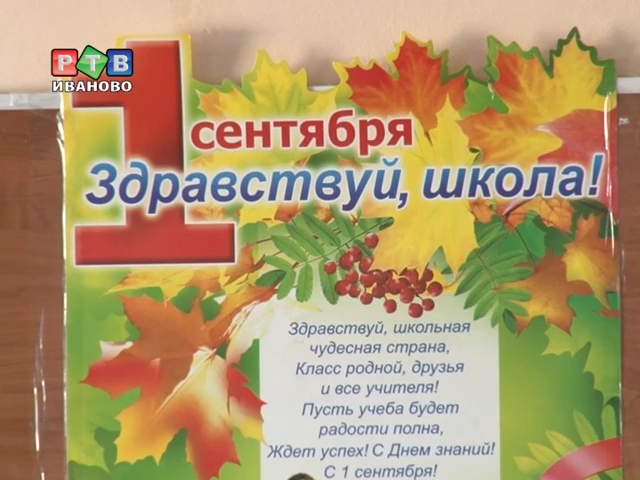 РТВ
ИВАНОВО
1 сентября
Здравствуй, школа!
Здравствуй, школьная
чудесная страна,
Класс родной, друзья
и все учителя!
Пусть учеба будет
радости полна,
Ждет успех! С Днем знаний!
С 1 сентября!